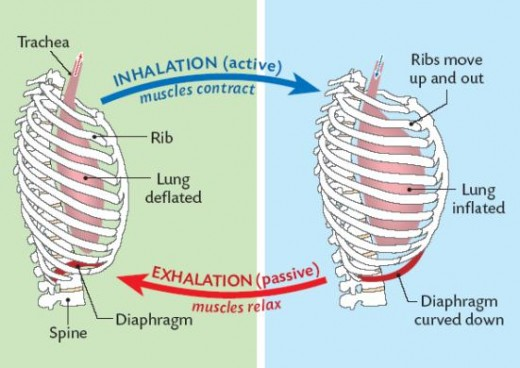 Trachea
INHALATION (active)
muscles contract
Ribs move
up and out
Rib
Lung
deflated
Lung
inflated
EXHALATION (passive)
muscles relax
Diaphragm
Spine
Diaphragm
curved down